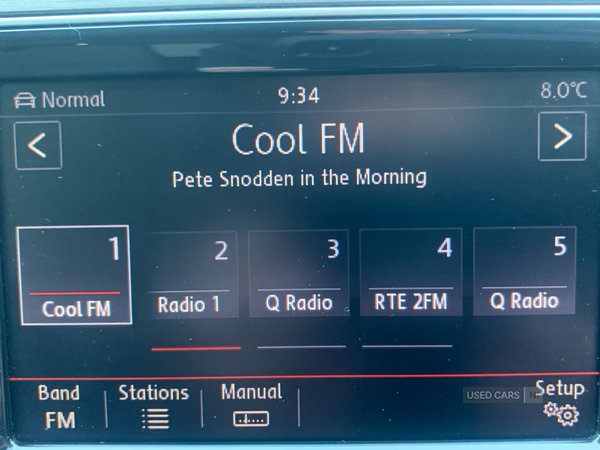 Normal 9:34 8.0°C
Cool FM
Pete Snodden in the Morning
1 2 3 4 5
Cool FM Radio 1 Q Radio RTE 2FM Q Radio
Band Stations Manual Setup
FM
USED CARS NI